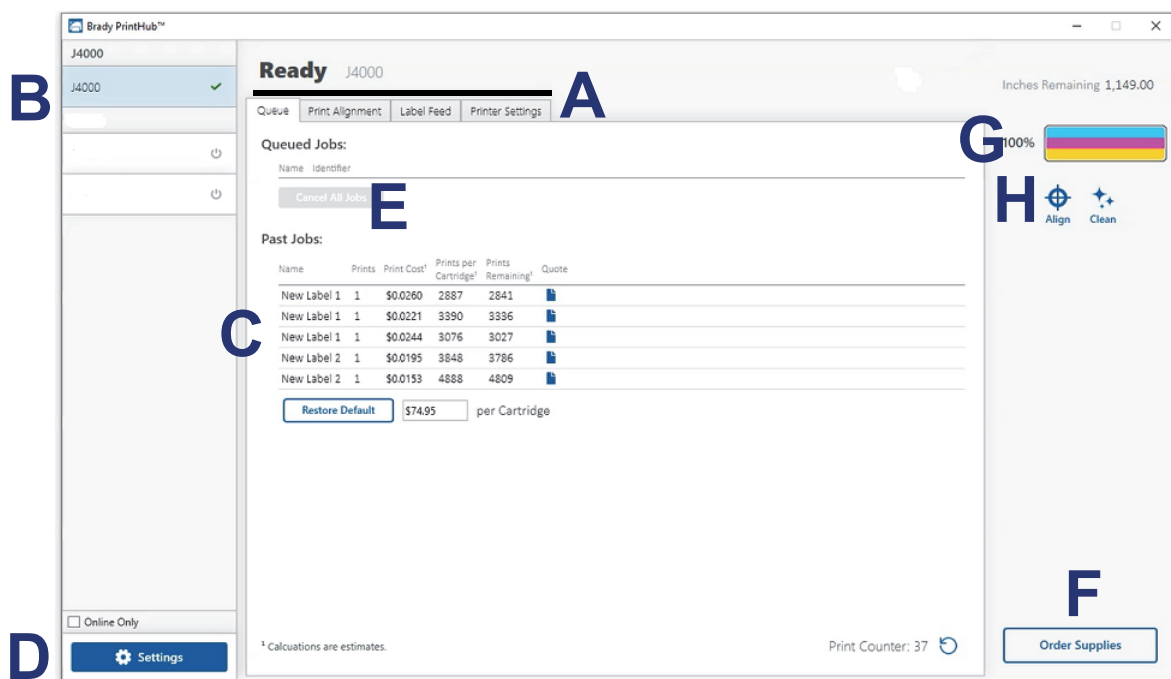 Brady PrintHub™
J4000
B
J4000
Online Only
D
Settings
Ready J4000
A
Queue Print Alignment Label Feed Printer Settings
Queued Jobs:
Name Identifier
Cancel All Jobs
E
Past Jobs:
Name Prints Print Cost¹ Prints per Cartridge¹ Prints Remaining¹ Quote
C
New Label 1 1 $0.0260 2887 2841
New Label 1 1 $0.0221 3390 3336
New Label 1 1 $0.0244 3076 3027
New Label 2 1 $0.0195 3848 3786
New Label 2 1 $0.0153 4888 4809
Restore Default $74.95 per Cartridge
¹ Calcuations are estimates.
Print Counter: 37
Inches Remaining 1,149.00
G
100%
H
Align Clean
F
Order Supplies